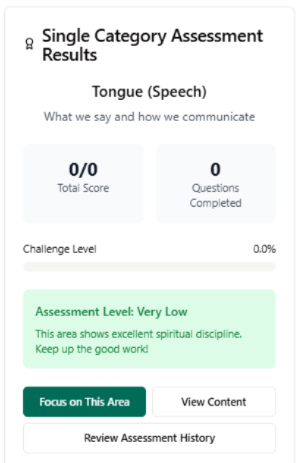 Single Category Assessment
Results
Tongue (Speech)
What we say and how we communicate
0/0
Total Score
0
Questions
Completed
Challenge Level
0.0%
Assessment Level: Very Low
This area shows excellent spiritual discipline.
Keep up the good work!
Focus on This Area
View Content
Review Assessment History